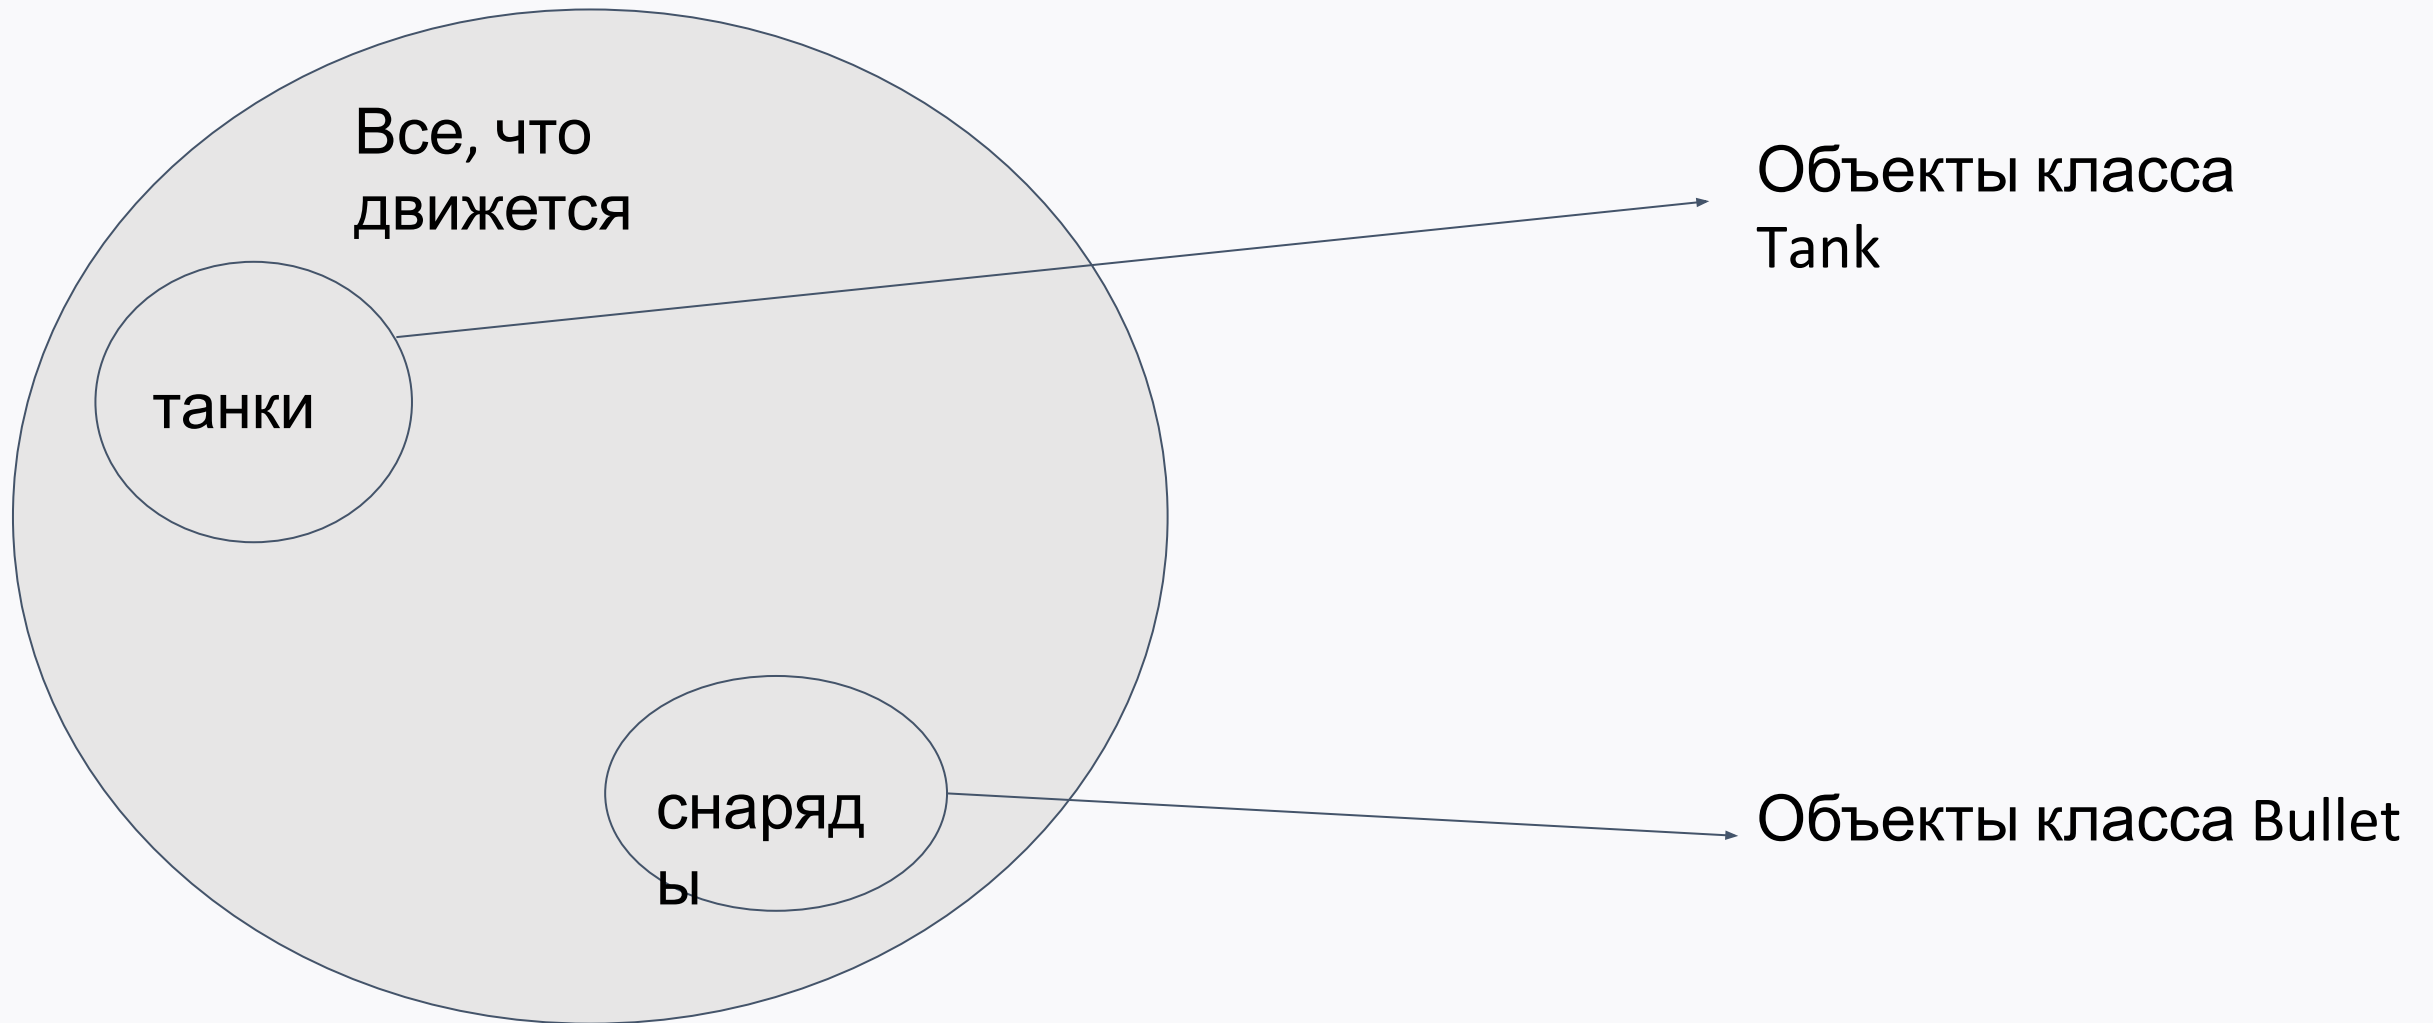 Все, что
движется
Объекты класса
Tank
танки
снаряд
ы
Объекты класса Bullet